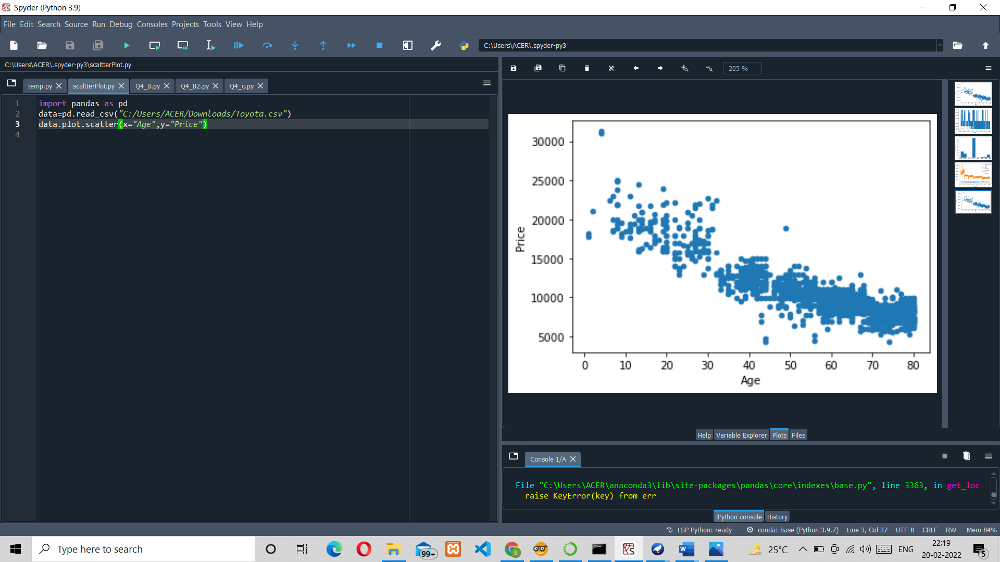 Spyder (Python 3.9)
File Edit Search Source Run Debug Consoles Projects Tools View Help
C:\Users\ACER\.spyder-py3
C:\Users\ACER\.spyder-py3\scaltterPlot.py
205 %
temp.py scaltterPlot.py Q4_B.py Q4_B2.py Q4_c.py
1 import pandas as pd
2 data=pd.read_csv("C:/Users/ACER/Downloads/Toyota.csv")
3 data.plot.scatter(x="Age",y="Price")
4
30000
25000
20000
15000
10000
5000
Price
0 10 20 30 40 50 60 70 80
Age
Help Variable Explorer Plots Files
Console 1/A
File "C:\Users\ACER\anaconda3\lib\site-packages\pandas\core\indexes\base.py", line 3363, in get_loc
raise KeyError(key) from err
IPython console History
LSP Python: ready conda: base (Python 3.9.7) Line 3, Col 37 UTF-8 CRLF RW Mem 84%
Type here to search
99+
S
25°C
ENG
22:19
20-02-2022
5